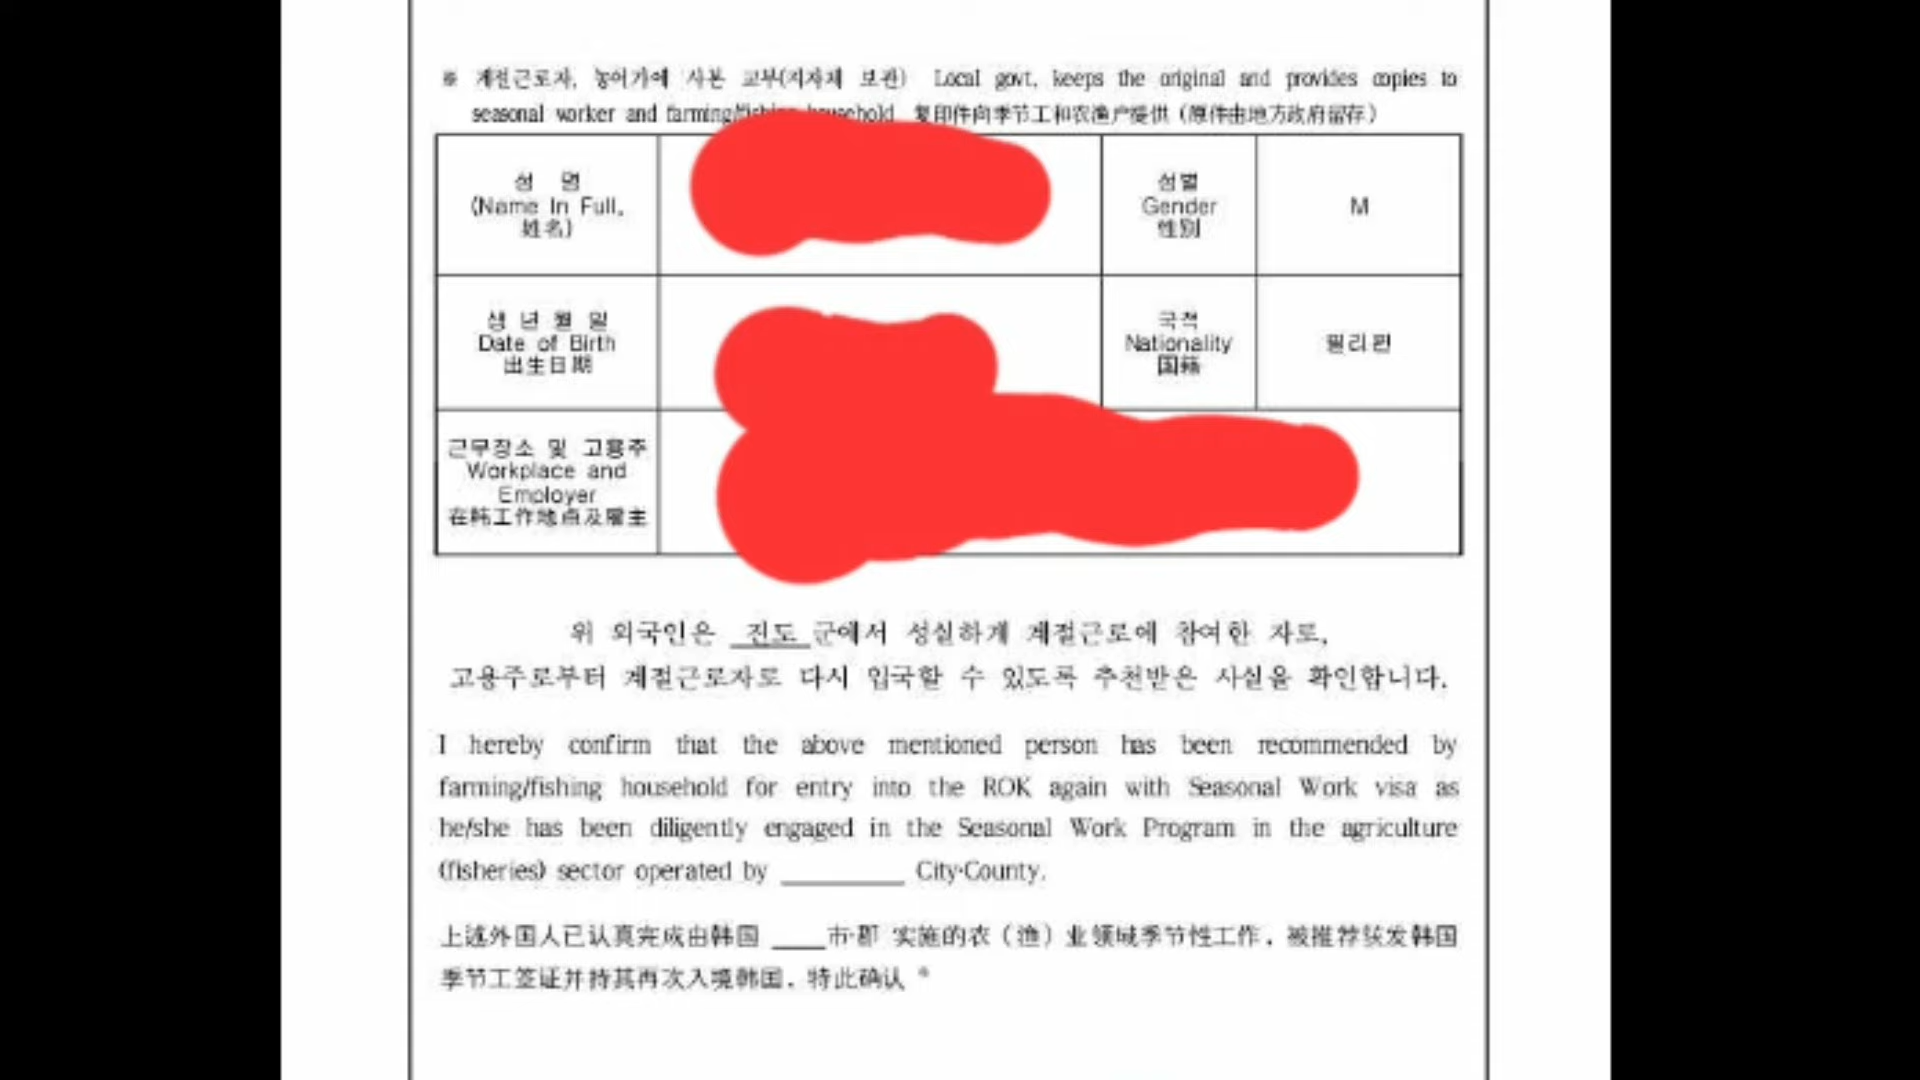 ※ 계절근로자, 농어가에 사본 교부(지자체 보관) Local govt. keeps the original and provides copies to
seasonal worker and farming/fishing household 复印件向季节工和农渔户提供 (原件由地方政府留存)
성 명
(Name In Full,
姓名)
성별
Gender
性别
M
생 년 월 일
Date of Birth
出生日期
국적
Nationality
国籍
필리핀
근무장소 및 고용주
Workplace and
Employer
在韩工作地点及雇主
위 외국인은 진도 군에서 성실하게 계절근로에 참여한 자로,
고용주로부터 계절근로자로 다시 입국할 수 있도록 추천받은 사실을 확인합니다.
I hereby confirm that the above mentioned person has been recommended by
farming/fishing household for entry into the ROK again with Seasonal Work visa as
he/she has been diligently engaged in the Seasonal Work Program in the agriculture
(fisheries) sector operated by ________ City·County.
上述外国人已认真完成由韩国 ____市·郡 实施的农（渔）业领域季节性工作, 被推荐获发韩国
季节工签证并持其再次入境韩国, 特此确认。